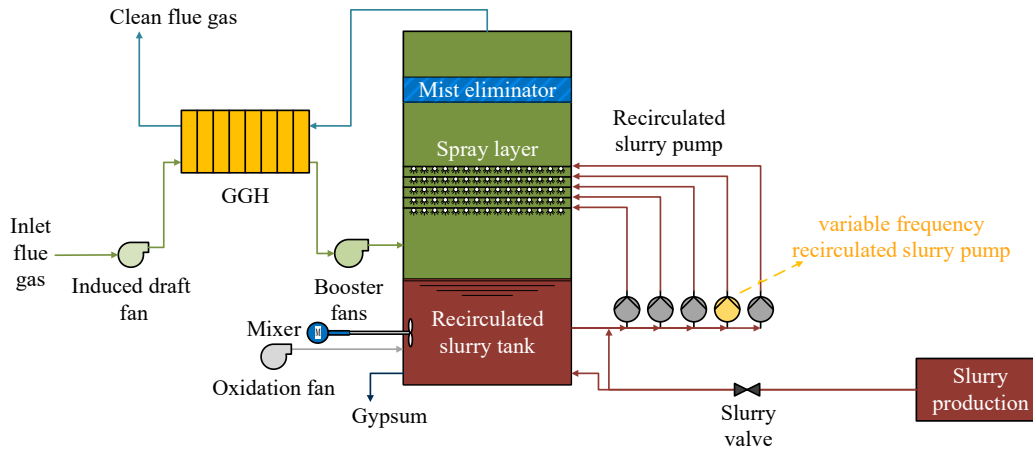 Clean flue gas
Mist eliminator
Recirculated
slurry pump
Spray layer
GGH
Inlet
flue
gas
variable frequency
recirculated slurry pump
Induced draft
fan
Booster
fans
Mixer
M
Recirculated
slurry tank
Oxidation fan
Gypsum
Slurry
valve
Slurry
production